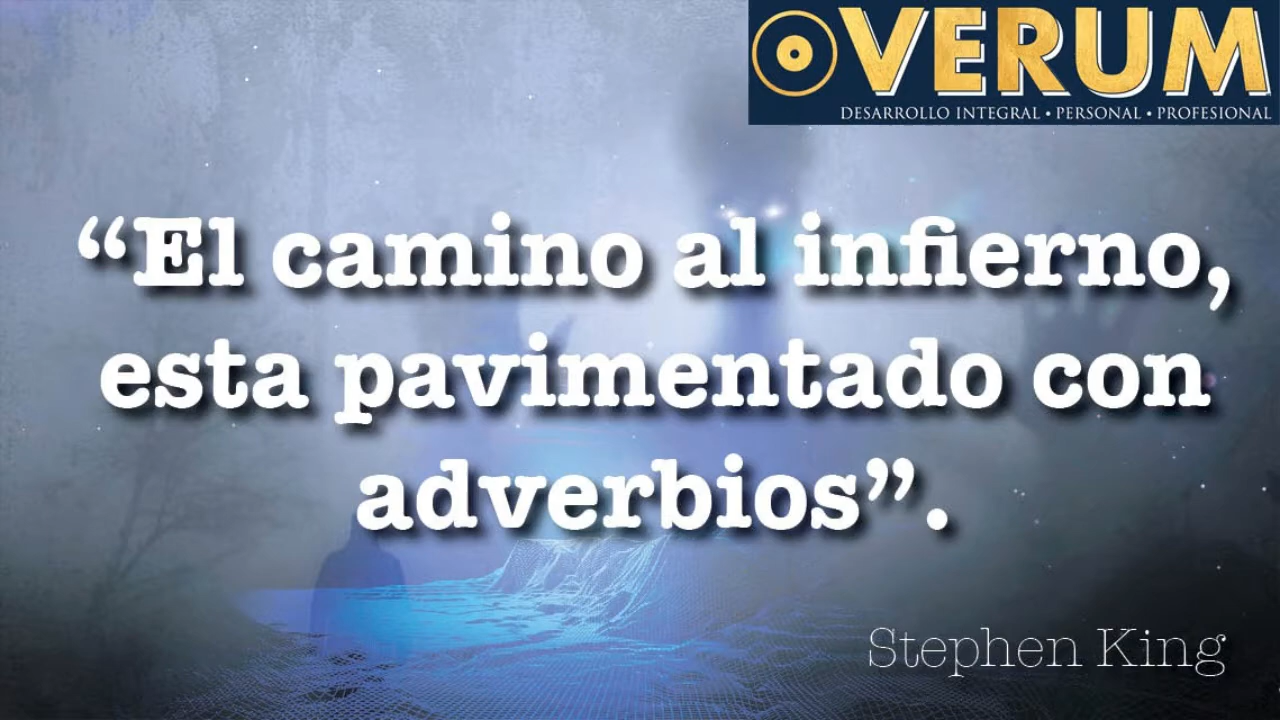 VERUM
DESARROLLO INTEGRAL • PERSONAL • PROFESIONAL
“El camino al infierno,
esta pavimentado con
adverbios”.
Stephen King